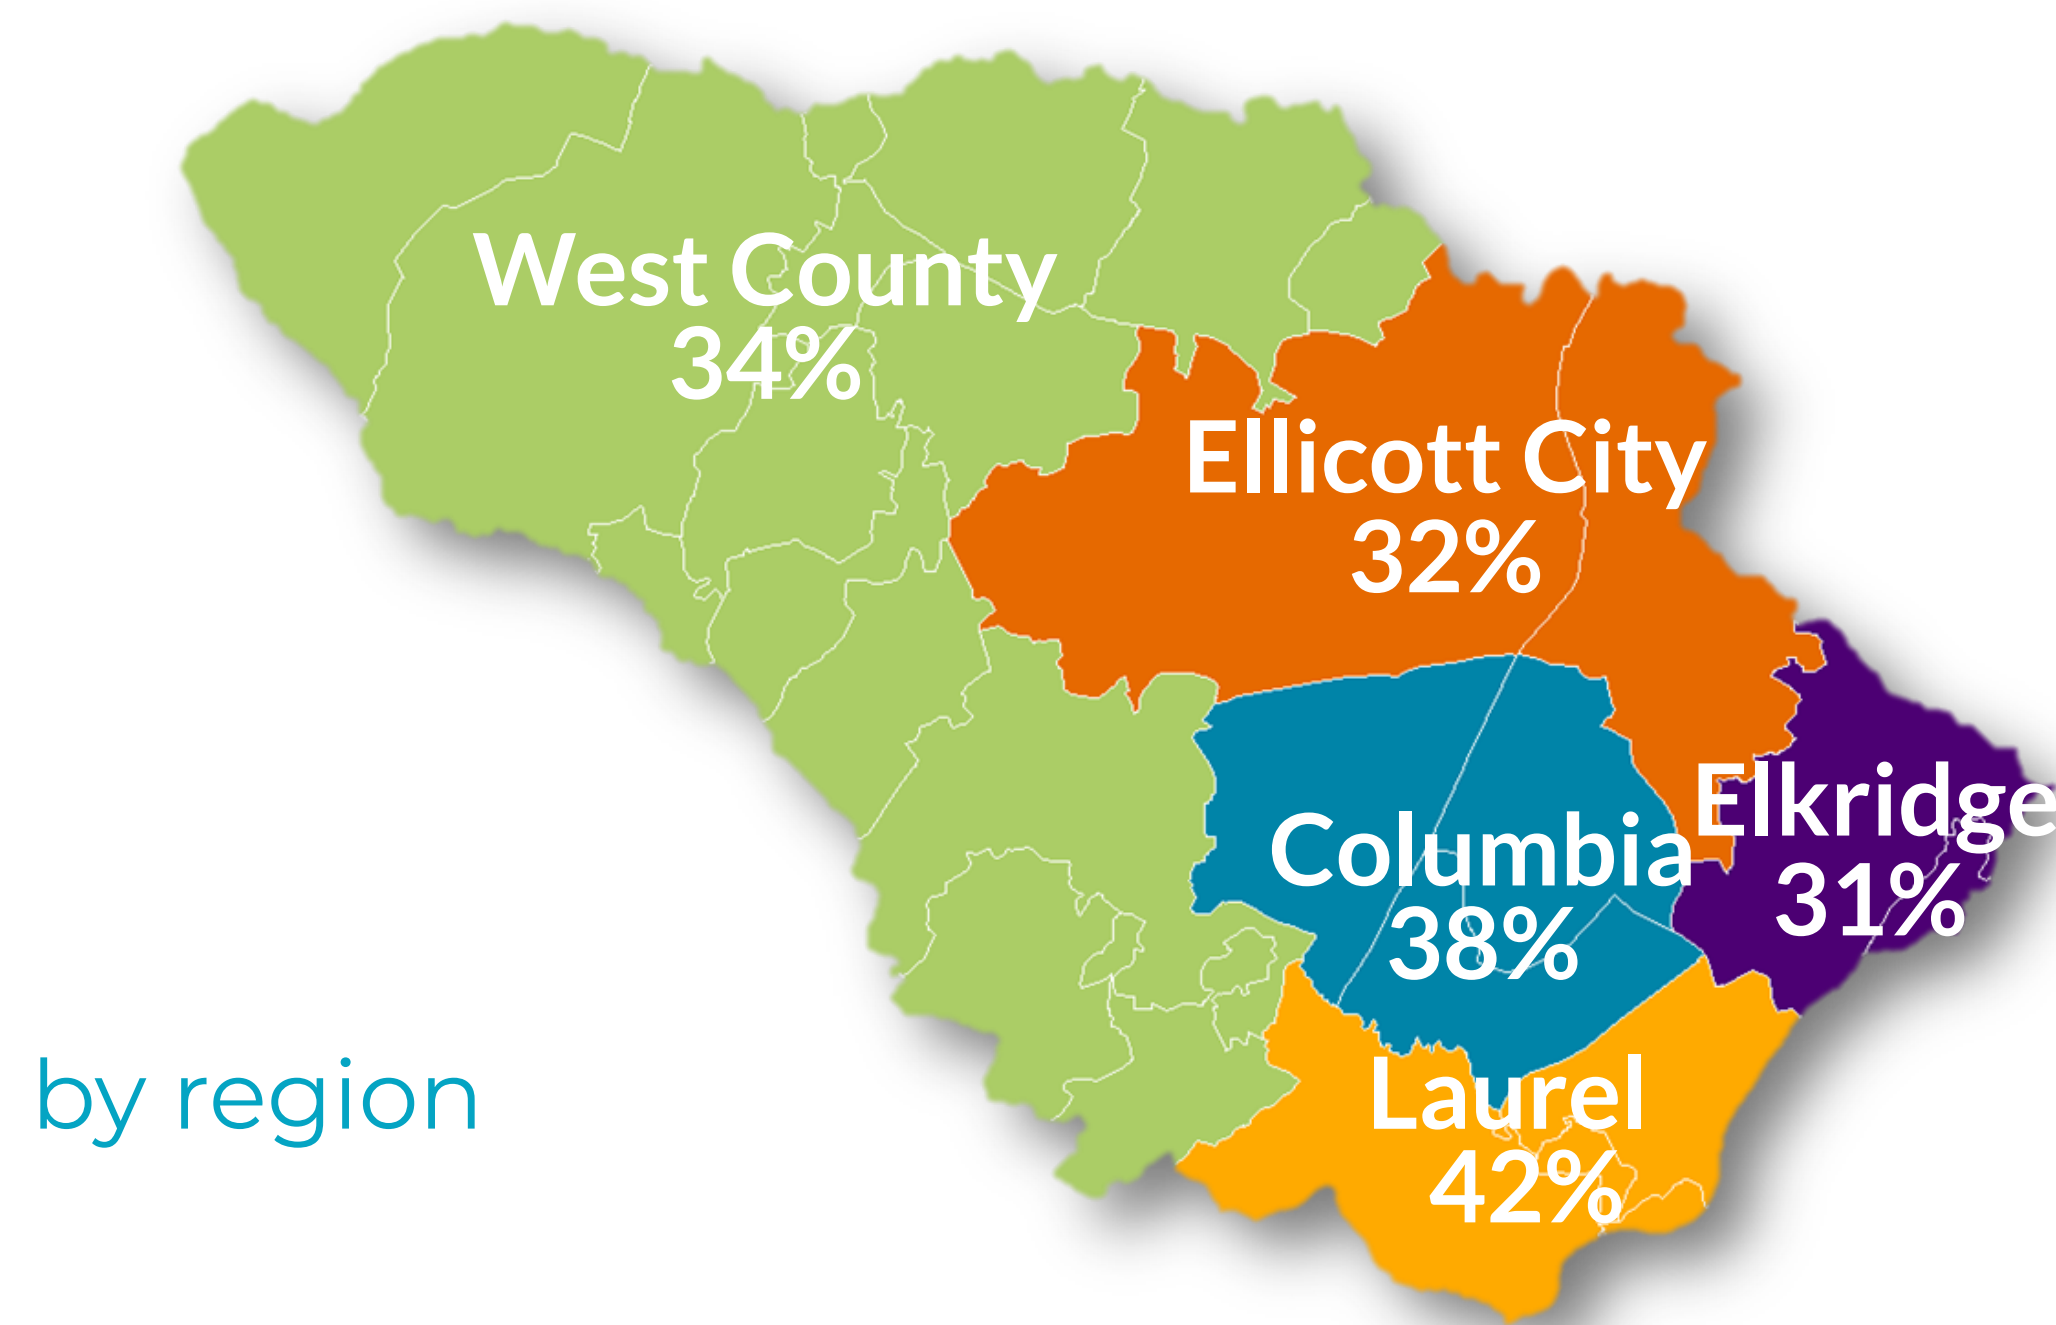 West County
34%
Ellicott City
32%
Elkridge
31%
Columbia
38%
Laurel
42%
by region